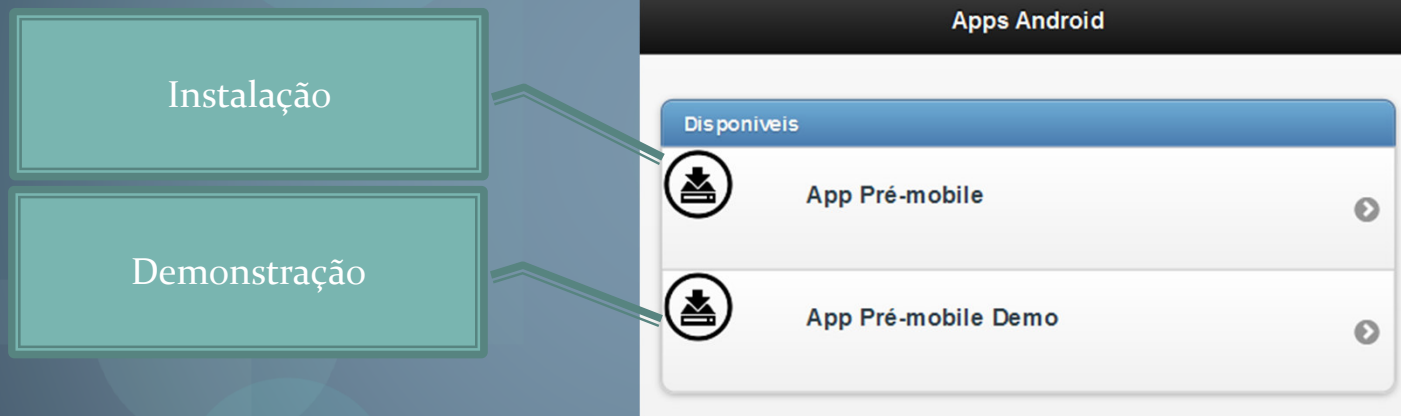 Instalação
Demonstração
Apps Android
Disponiveis
App Pré-mobile
App Pré-mobile Demo